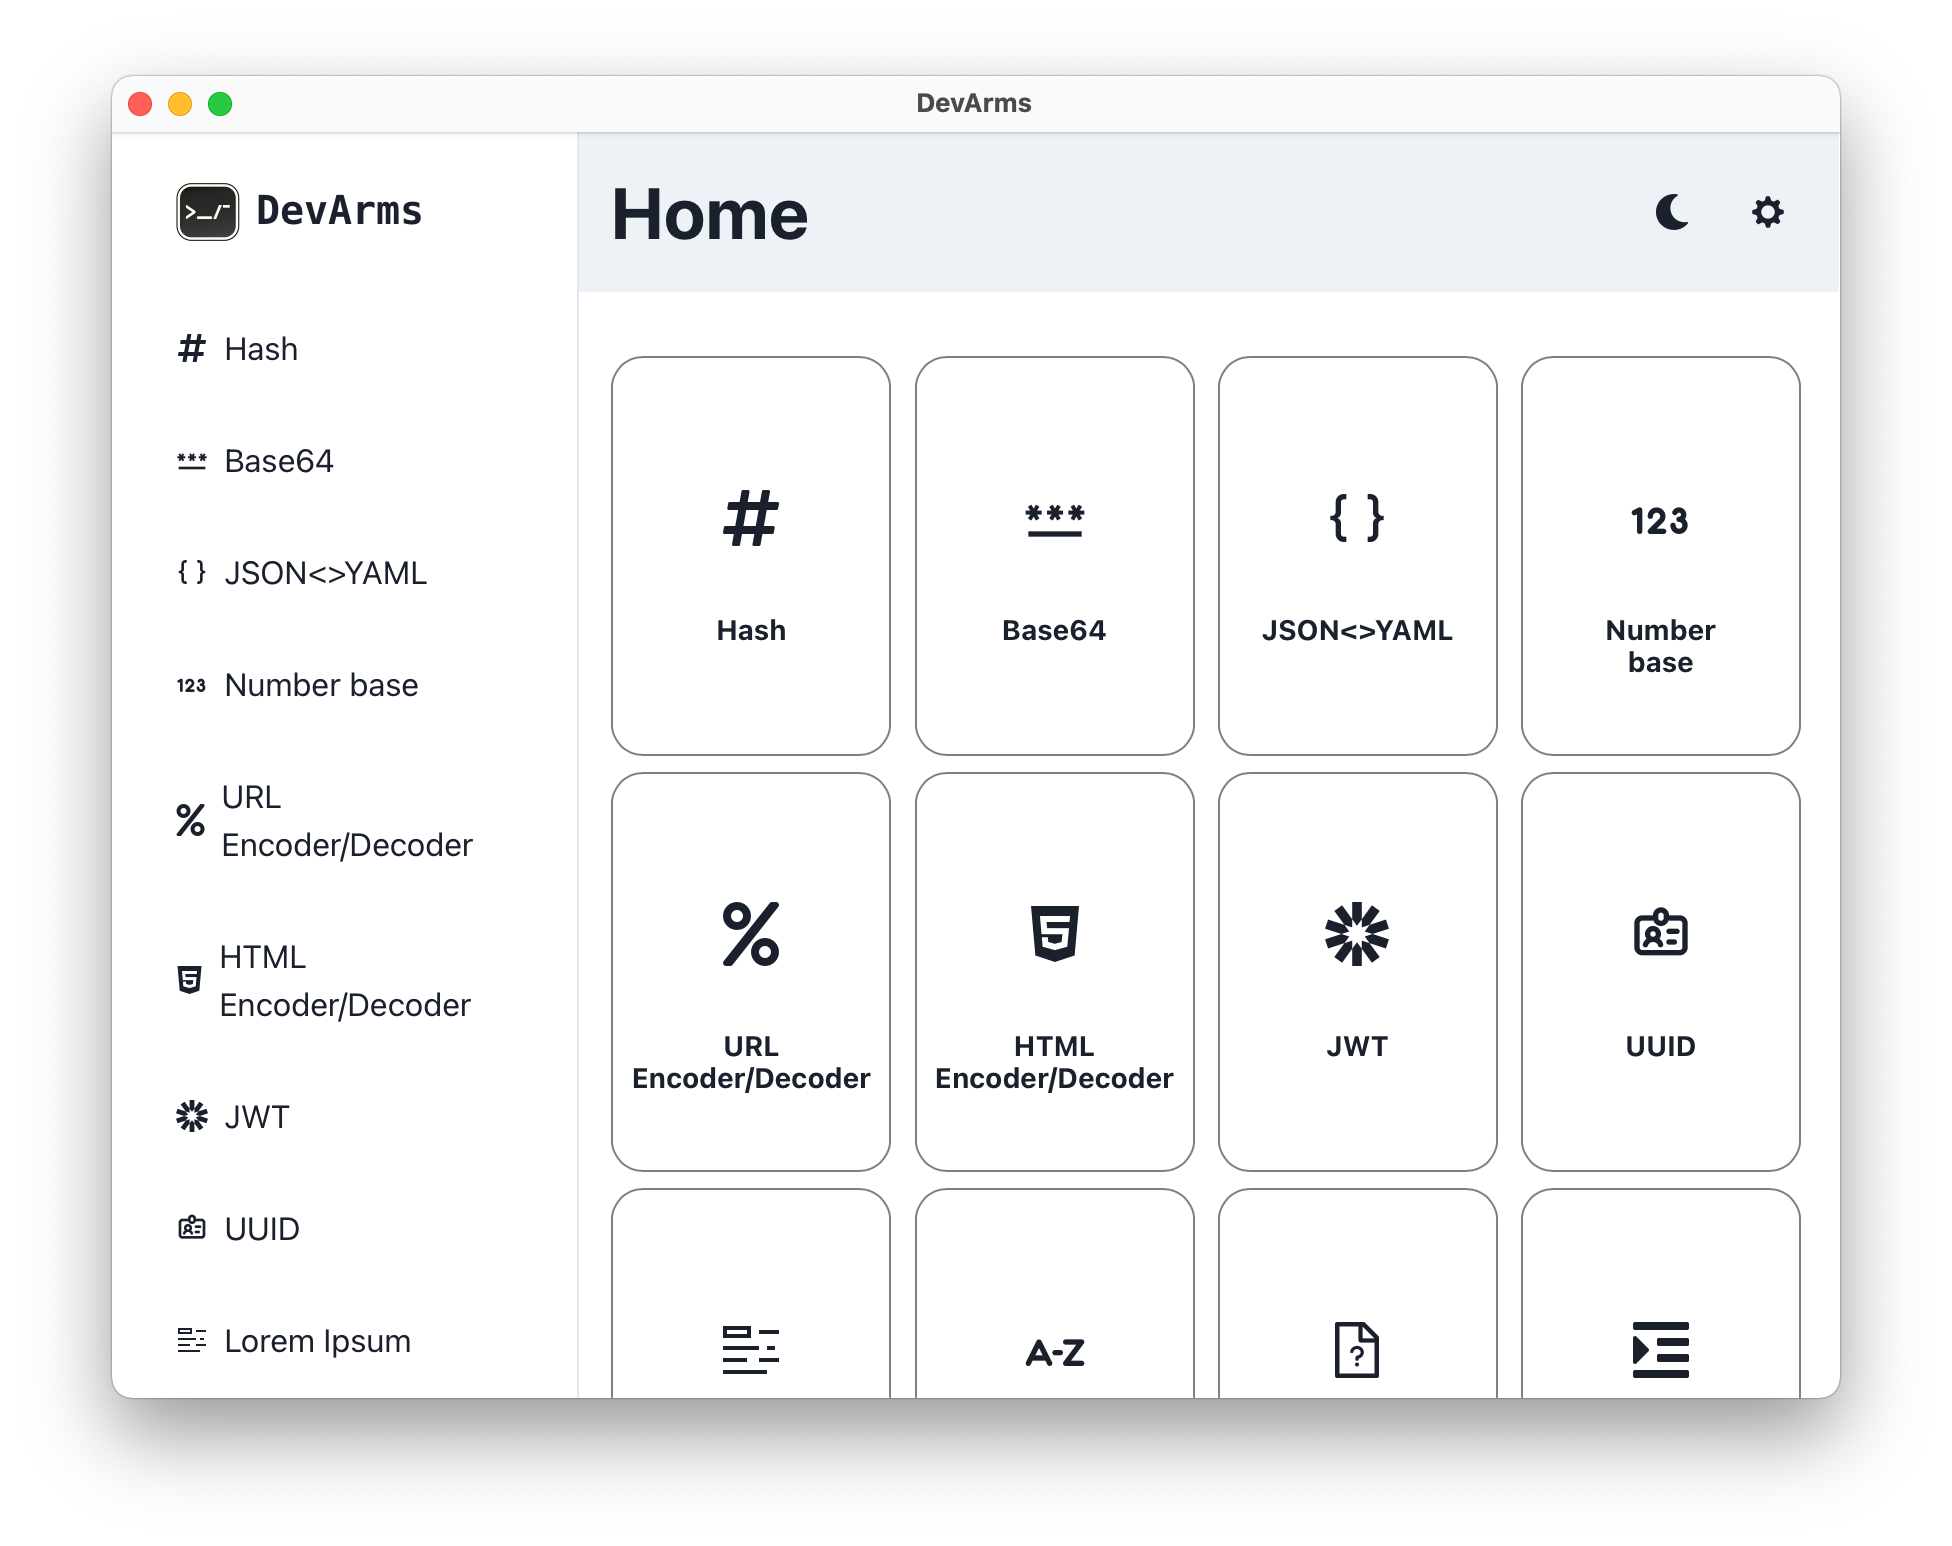 DevArms
DevArms
Hash
Base64
JSON<>YAML
Number base
URL
Encoder/Decoder
HTML
Encoder/Decoder
JWT
UUID
Lorem Ipsum
Home
Hash
Base64
JSON<>YAML
123
Number
base
URL
Encoder/Decoder
HTML
Encoder/Decoder
JWT
UUID
A-Z